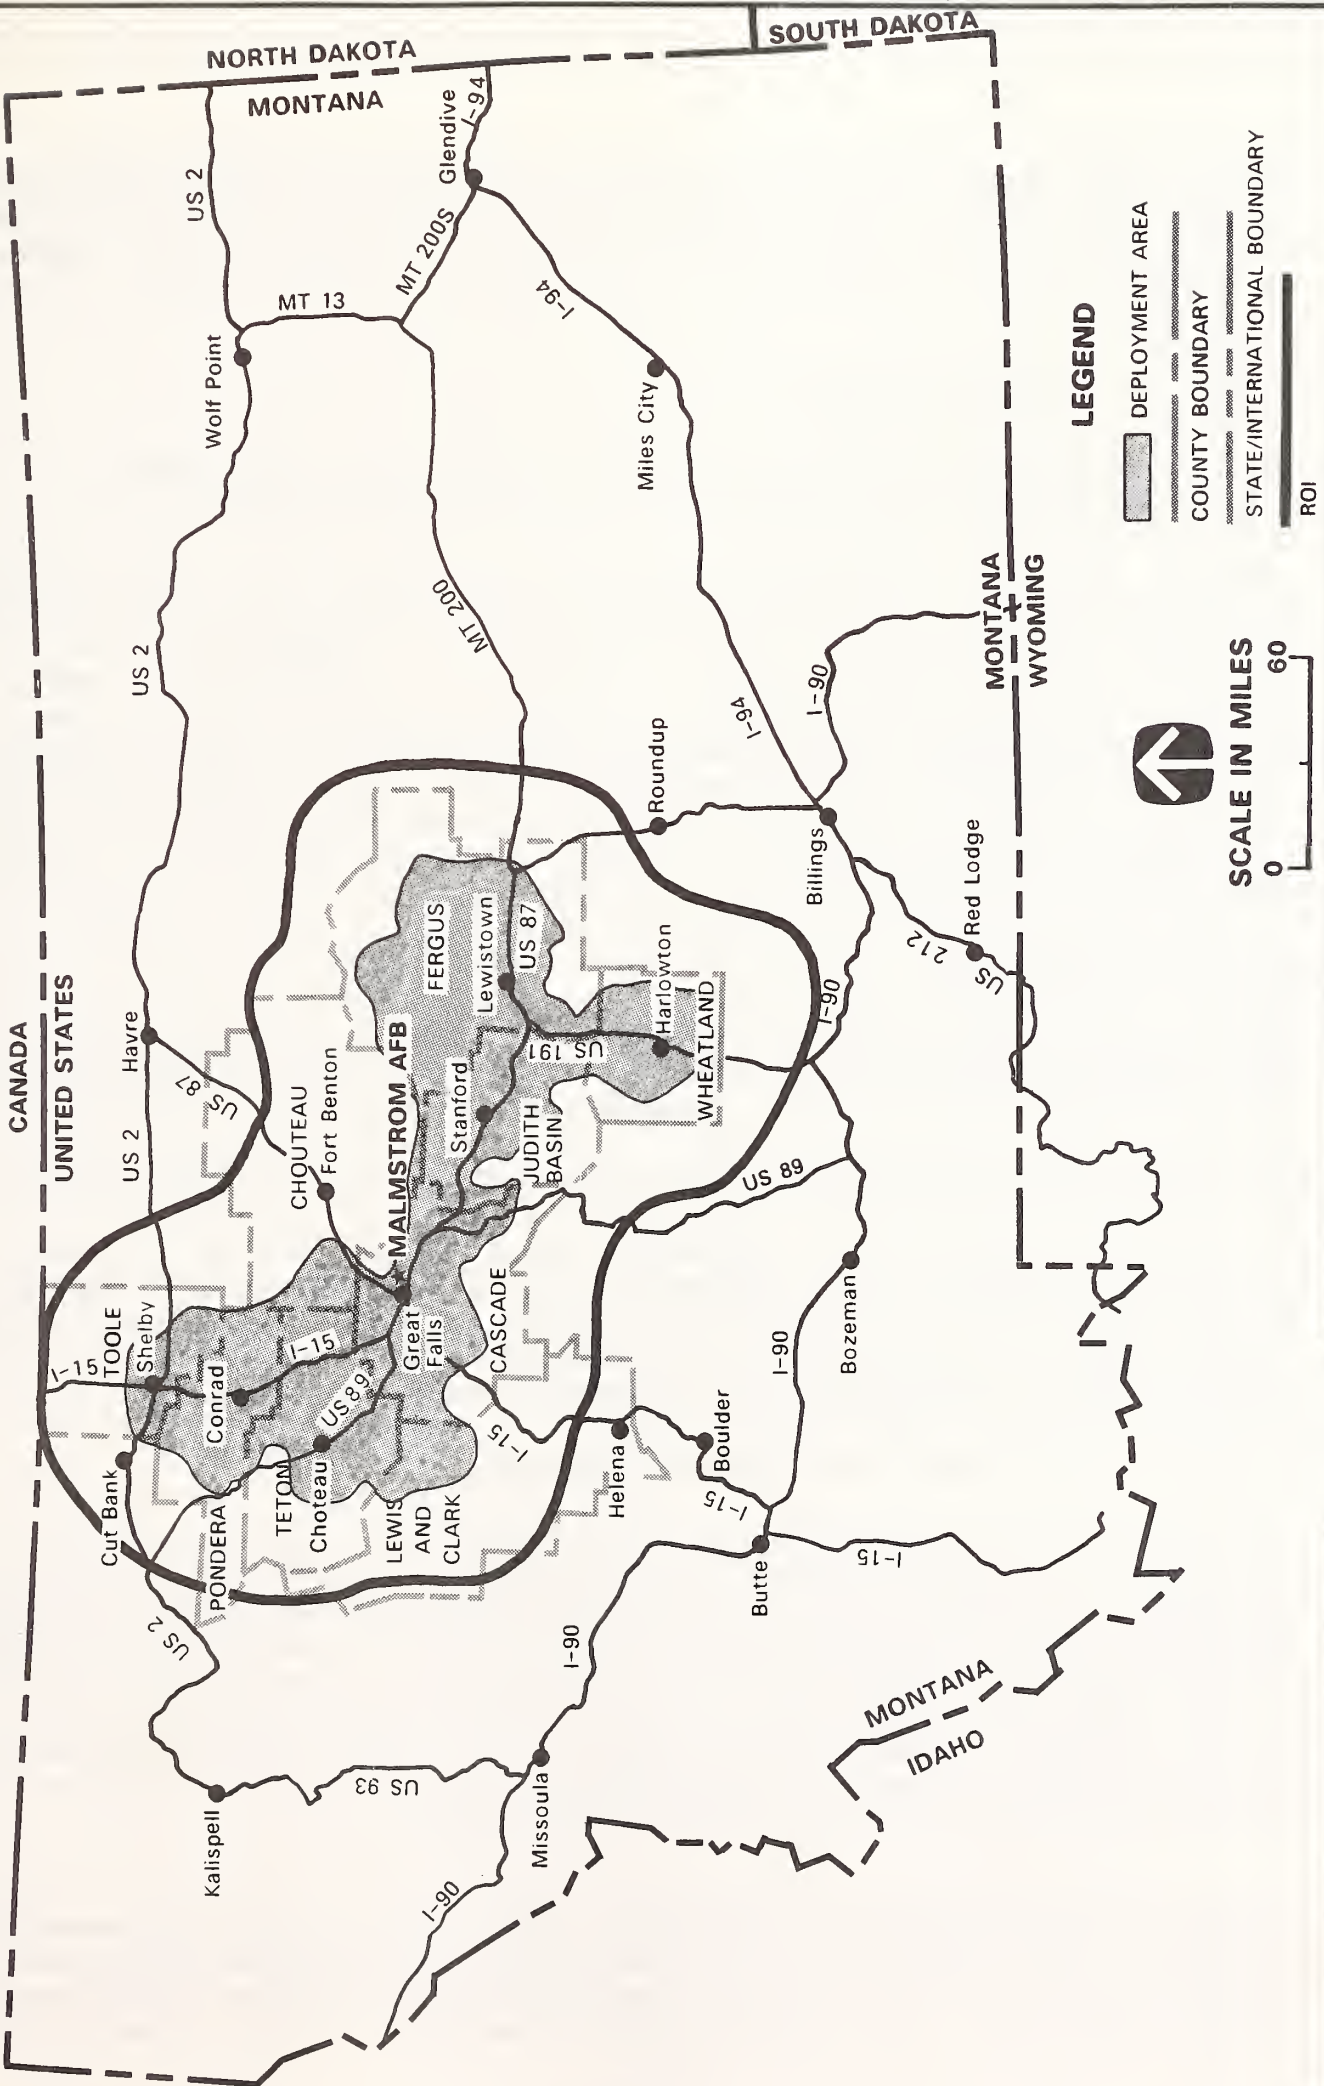 CANADA
UNITED STATES
NORTH DAKOTA
MONTANA
SOUTH DAKOTA
US 2
Kalispell
US 93
I-90
Missoula
I-90
US 2
Cut Bank
I-15
TOOLE
Shelby
US 2
Havre
US 87
US 2
Wolf Point
US 2
MT 13
MT 200S
Glendive
I-94
PONDERA
Conrad
I-15
TETON
Choteau
US 89
CHOUTEAU
Fort Benton
LEWIS
AND
CLARK
Great
Falls
MALMSTROM AFB
CASCADE
I-15
Stanford
JUDITH
BASIN
FERGUS
Lewistown
US 87
US 191
MT 200
I-94
Miles City
Helena
Boulder
I-15
Butte
I-15
I-90
Bozeman
US 89
Harlowton
WHEATLAND
Roundup
I-94
I-90
Billings
I-90
US 212
Red Lodge
MONTANA
WYOMING
MONTANA
IDAHO
LEGEND
DEPLOYMENT AREA
COUNTY BOUNDARY
STATE/INTERNATIONAL BOUNDARY
ROI
SCALE IN MILES
0 60